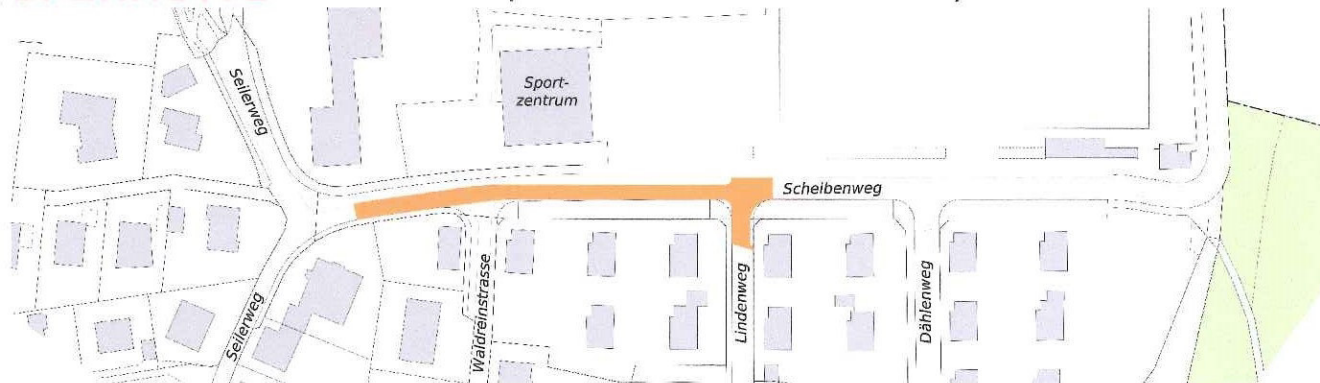 Seilerweg
Sport-
zentrum
Scheibenweg
Seilerweg
Waldreinstrasse
Lindenweg
Dählenweg